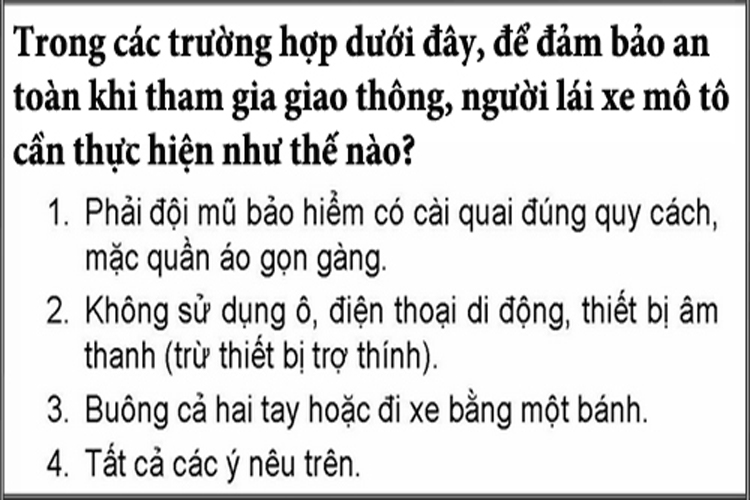 Trong các trường hợp dưới đây, để đảm bảo an
toàn khi tham gia giao thông, người lái xe mô tô
cần thực hiện như thế nào?
1. Phải đội mũ bảo hiểm có cài quai đúng quy cách,
mặc quần áo gọn gàng.
2. Không sử dụng ô, điện thoại di động, thiết bị âm
thanh (trừ thiết bị trợ thính).
3. Buông cả hai tay hoặc đi xe bằng một bánh.
4. Tất cả các ý nêu trên.